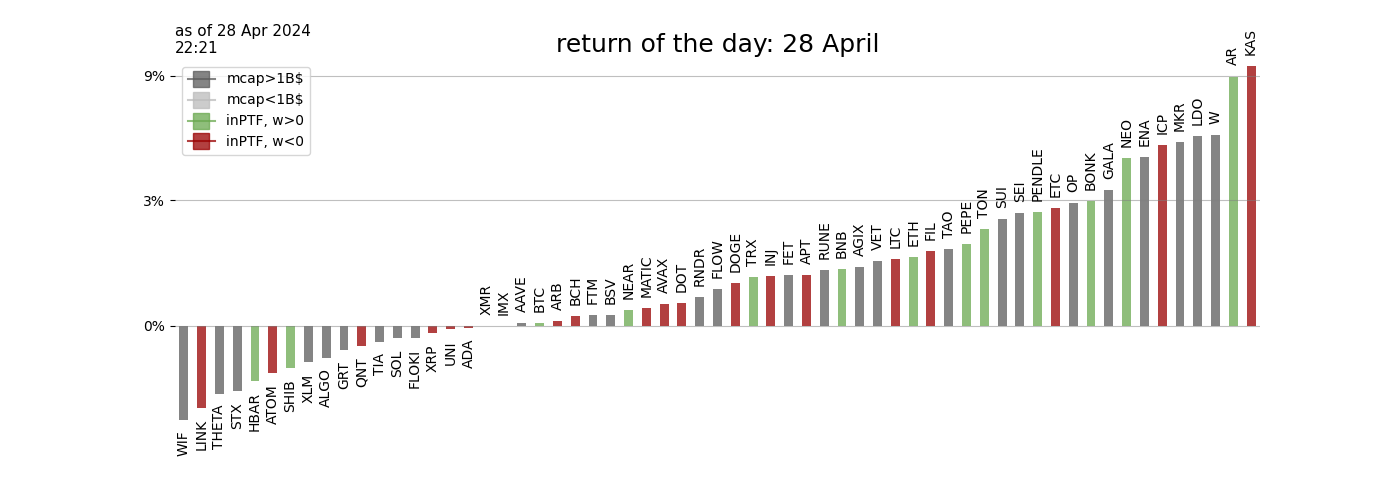 as of 28 Apr 2024
22:21
return of the day: 28 April
mcap>1B$
mcap<1B$
inPTF, w>0
inPTF, w<0
9%
3%
0%
WIF
LINK
THETA
STX
HBAR
ATOM
SHIB
XLM
ALGO
GRT
QNT
TIA
SOL
FLOKI
XRP
UNI
ADA
XMR
IMX
AAVE
BTC
ARB
BCH
FTM
BSV
NEAR
MATIC
AVAX
DOT
RNDR
FLOW
DOGE
TRX
INJ
FET
APT
RUNE
BNB
AGIX
VET
LTC
ETH
FIL
TAO
PEPE
TON
SUI
SEI
PENDLE
ETC
OP
BONK
GALA
NEO
ENA
ICP
MKR
LDO
W
AR
KAS